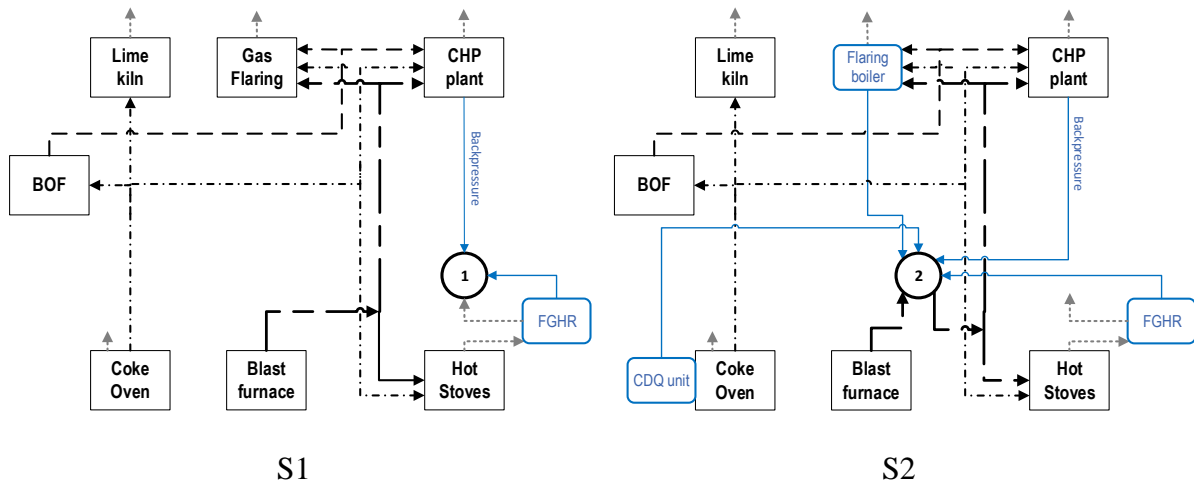 Lime
kiln
Gas
Flaring
CHP
plant
BOF
Backpressure
1
FGHR
Coke
Oven
Blast
furnace
Hot
Stoves
S1
Lime
kiln
Flaring
boiler
CHP
plant
BOF
Backpressure
2
FGHR
CDQ unit
Coke
Oven
Blast
furnace
Hot
Stoves
S2